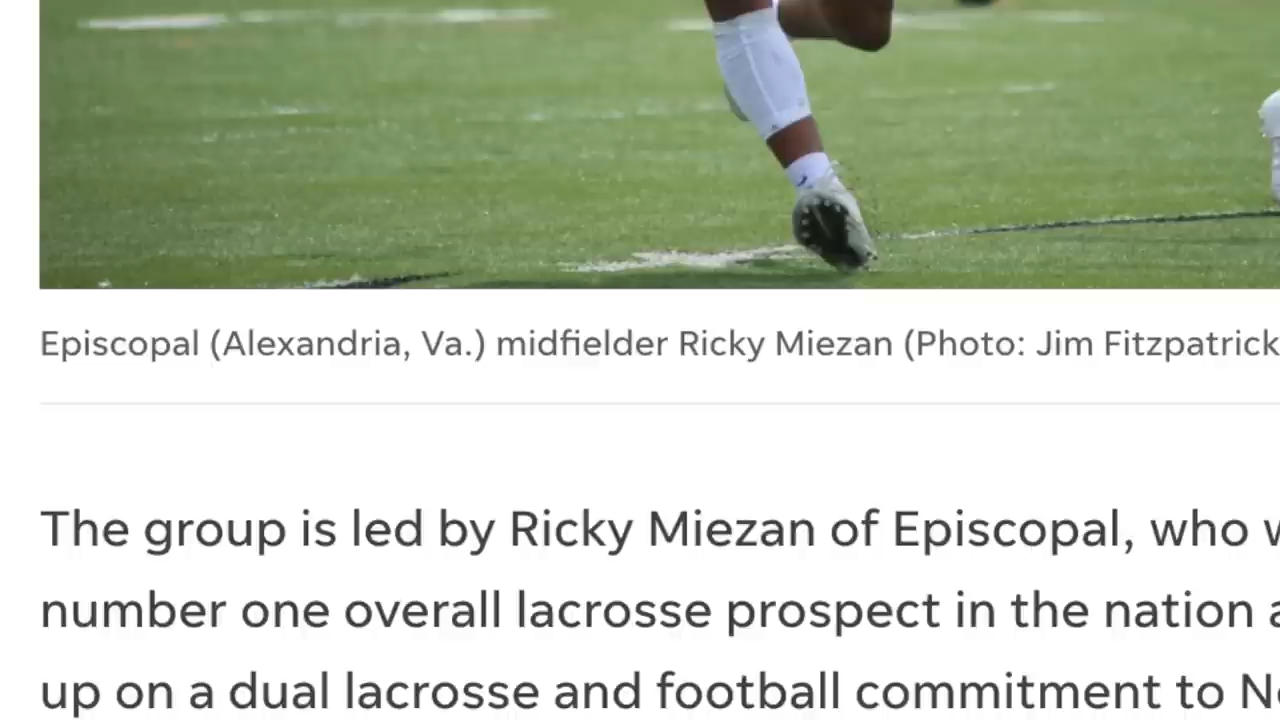 Episcopal (Alexandria, Va.) midfielder Ricky Miezan (Photo: Jim Fitzpatrick
The group is led by Ricky Miezan of Episcopal, who
number one overall lacrosse prospect in the nation
up on a dual lacrosse and football commitment to